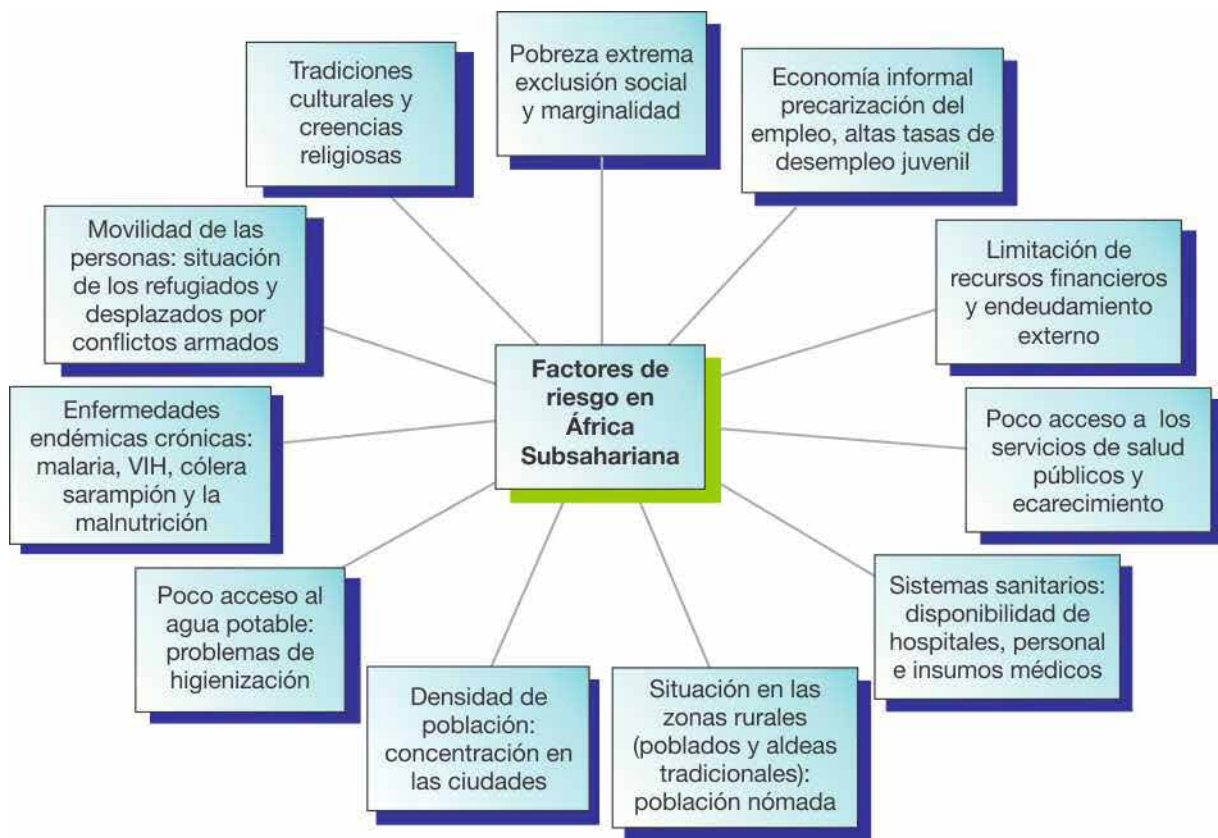 Tradiciones
culturales y
creencias
religiosas
Pobreza extrema
exclusión social
y marginalidad
Economía informal
precarización del
empleo, altas tasas de
desempleo juvenil
Movilidad de las
personas: situación
de los refugiados y
desplazados por
conflictos armados
Limitación de
recursos financieros
y endeudamiento
externo
Factores de
riesgo en
África
Subsahariana
Enfermedades
endémicas crónicas:
malaria, VIH, cólera
sarampión y la
malnutrición
Poco acceso a los
servicios de salud
públicos y
ecarecimiento
Poco acceso al
agua potable:
problemas de
higienización
Sistemas sanitarios:
disponibilidad de
hospitales, personal
e insumos médicos
Densidad de
población:
concentración en
las ciudades
Situación en las
zonas rurales
(poblados y aldeas
tradicionales):
población nómada